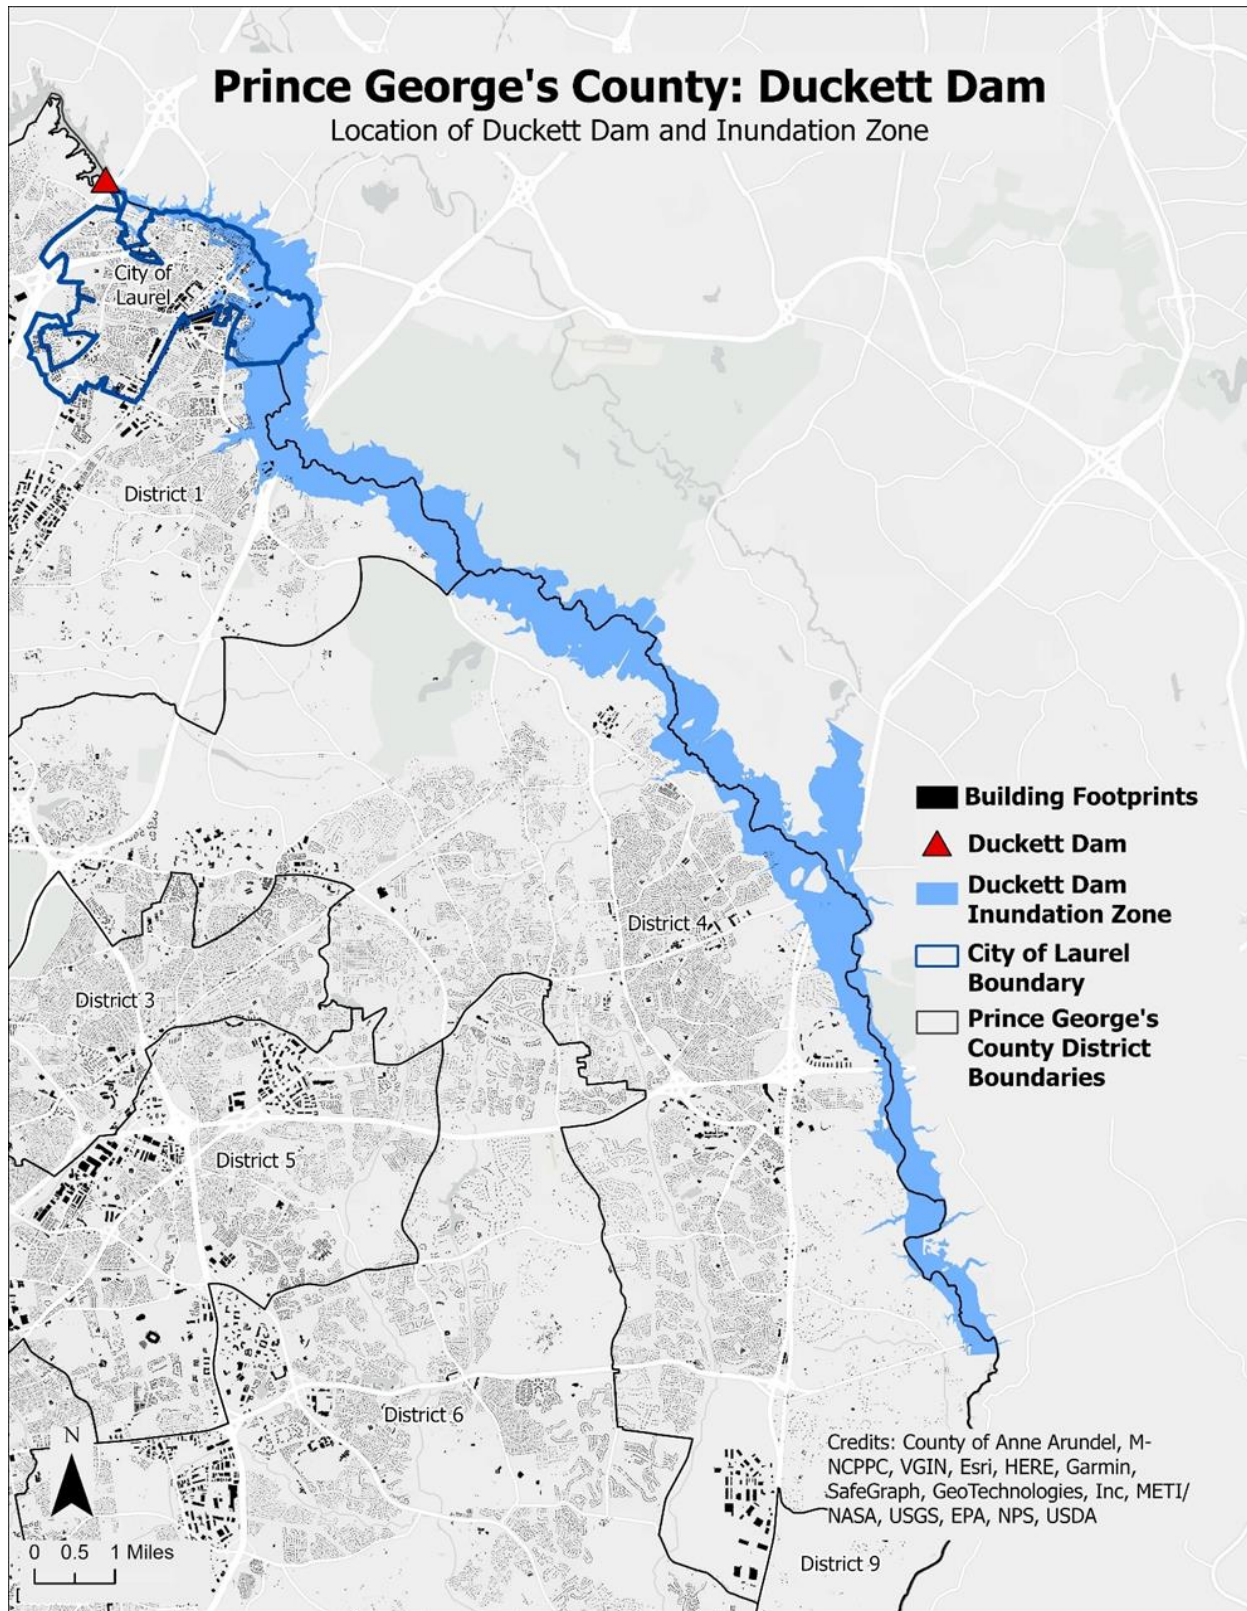 Prince George's County: Duckett Dam
Location of Duckett Dam and Inundation Zone
City of
Laurel
District 1
Building Footprints
Duckett Dam
Duckett Dam
Inundation Zone
City of Laurel
Boundary
Prince George's
County District
Boundaries
District 4
District 3
District 5
District 6
Credits: County of Anne Arundel, M-
NCPPC, VGIN, Esri, HERE, Garmin,
SafeGraph, GeoTechnologies, Inc, METI/
NASA, USGS, EPA, NPS, USDA
District 9
N
0 0.5 1 Miles